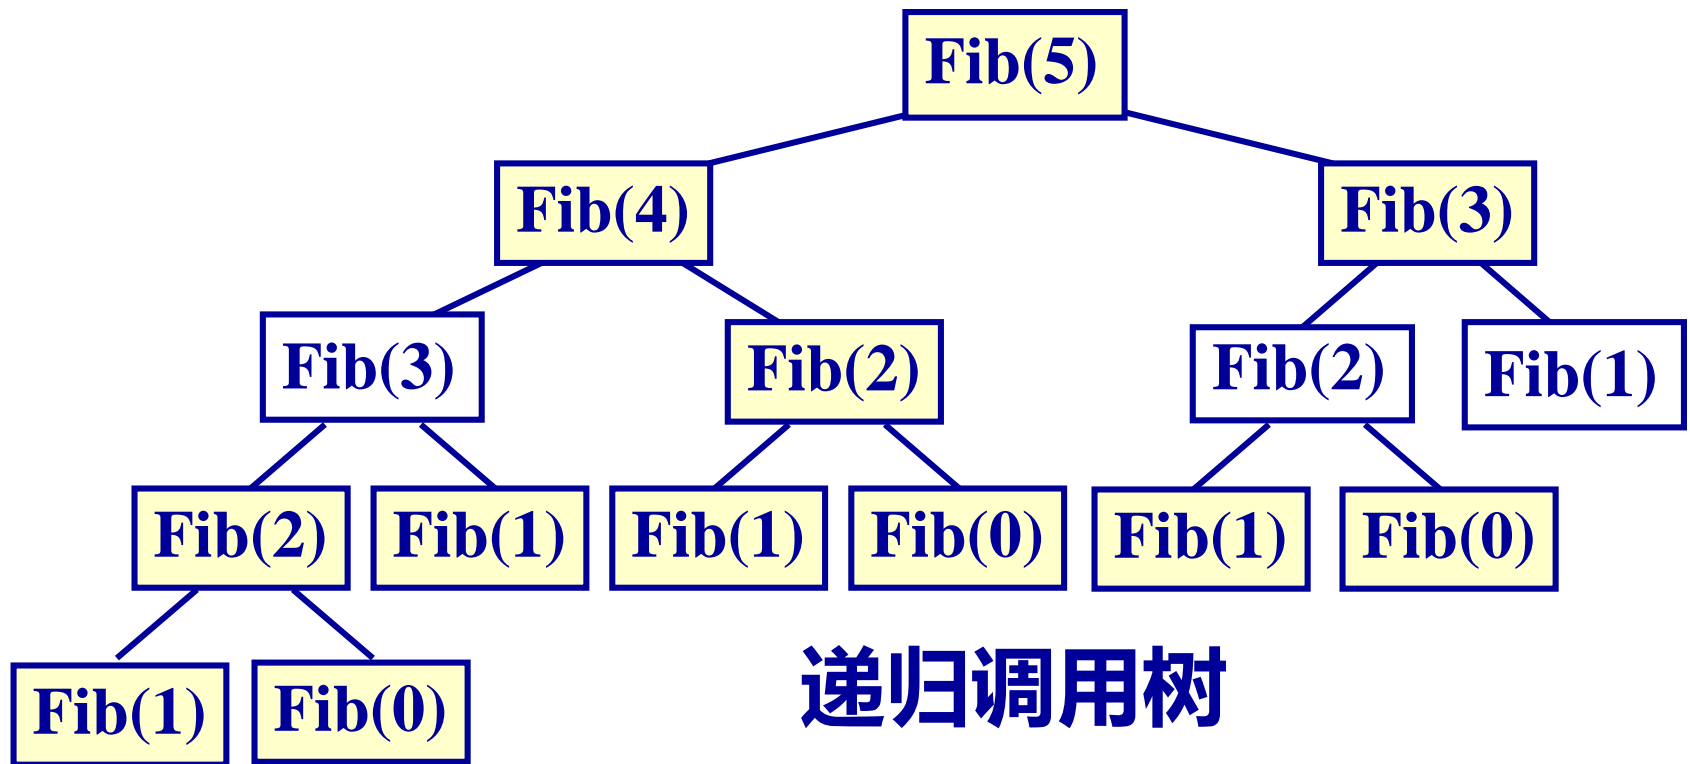 Fib(5)
Fib(4)
Fib(3)
Fib(3)
Fib(2)
Fib(2)
Fib(1)
Fib(2)
Fib(1)
Fib(1)
Fib(0)
Fib(1)
Fib(0)
Fib(1)
Fib(0)
递归调用树